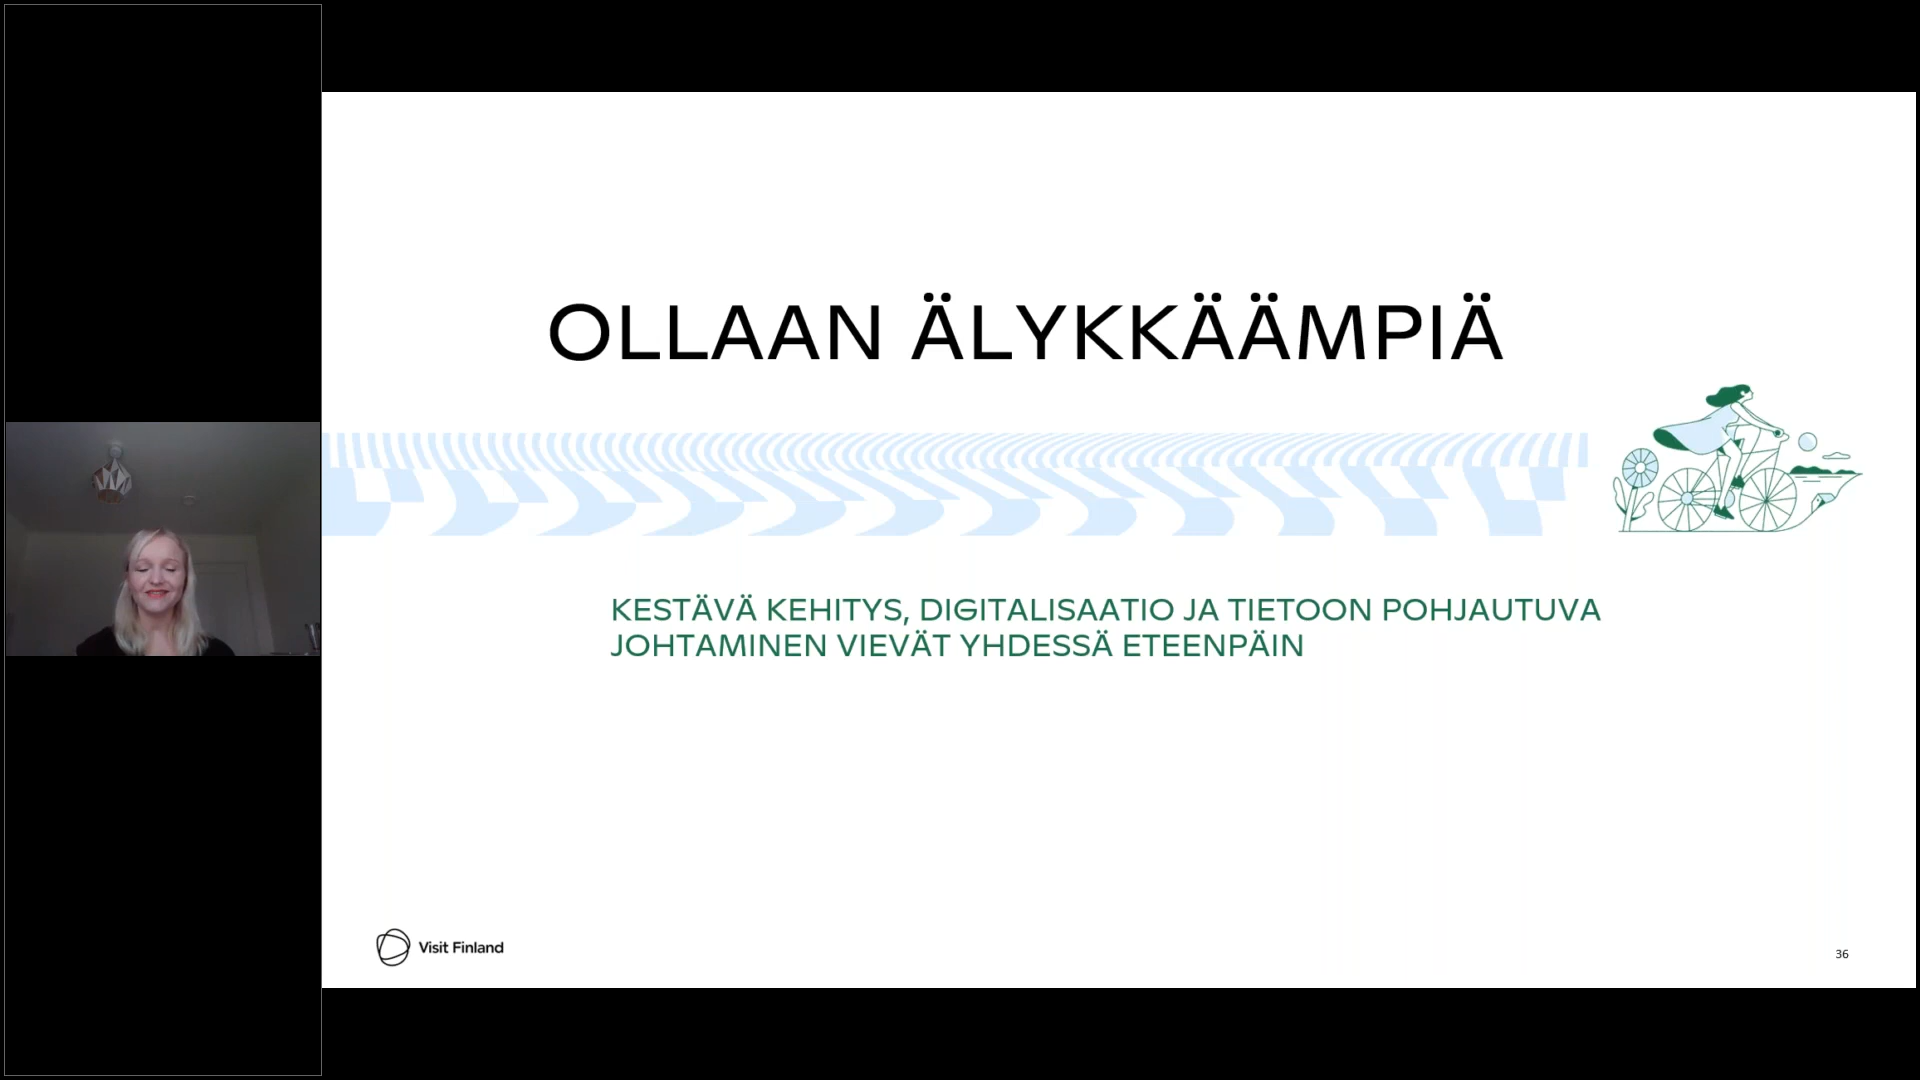 OLLAAN ÄLYKKÄÄMPIÄ
KESTÄVÄ KEHITYS, DIGITALISAATIO JA TIETOON POHJAUTUVA
JOHTAMINEN VIEVÄT YHDESSÄ ETEENPÄIN
Visit Finland
36